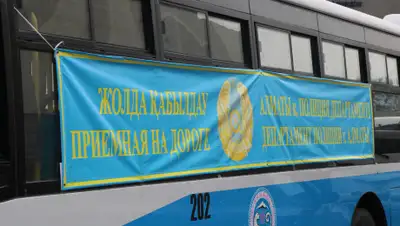 ЖОЛДА ҚАБЫЛДАУ
ПРИЕМНАЯ НА ДОРОГЕ
АЛМАТЫ Қ. ПОЛИЦИЯ ДЕПАРТАМЕНТІ
ДЕПАРТАМЕНТ ПОЛИЦИИ Г. АЛМАТЫ
202